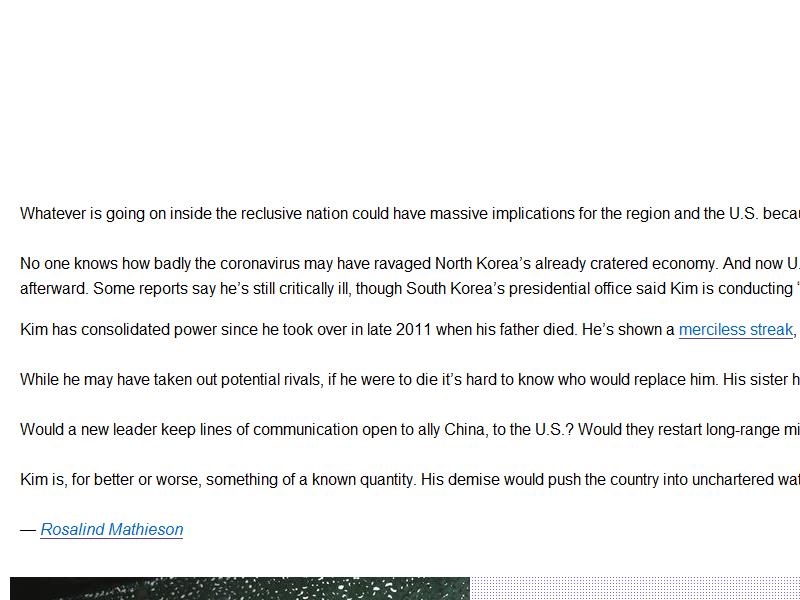 Whatever is going on inside the reclusive nation could have massive implications for the region and the U.S.
No one knows how badly the coronavirus may have ravaged North Korea’s already cratered economy. And now
afterward. Some reports say he’s still critically ill, though South Korea’s presidential office said Kim is conducting “
Kim has consolidated power since he took over in late 2011 when his father died. He’s shown a merciless streak,
While he may have taken out potential rivals, if he were to die it’s hard to know who would replace him. His sister
Would a new leader keep lines of communication open to ally China, to the U.S.? Would they restart long-range
Kim is, for better or worse, something of a known quantity. His demise would push the country into unchartered
— Rosalind Mathieson